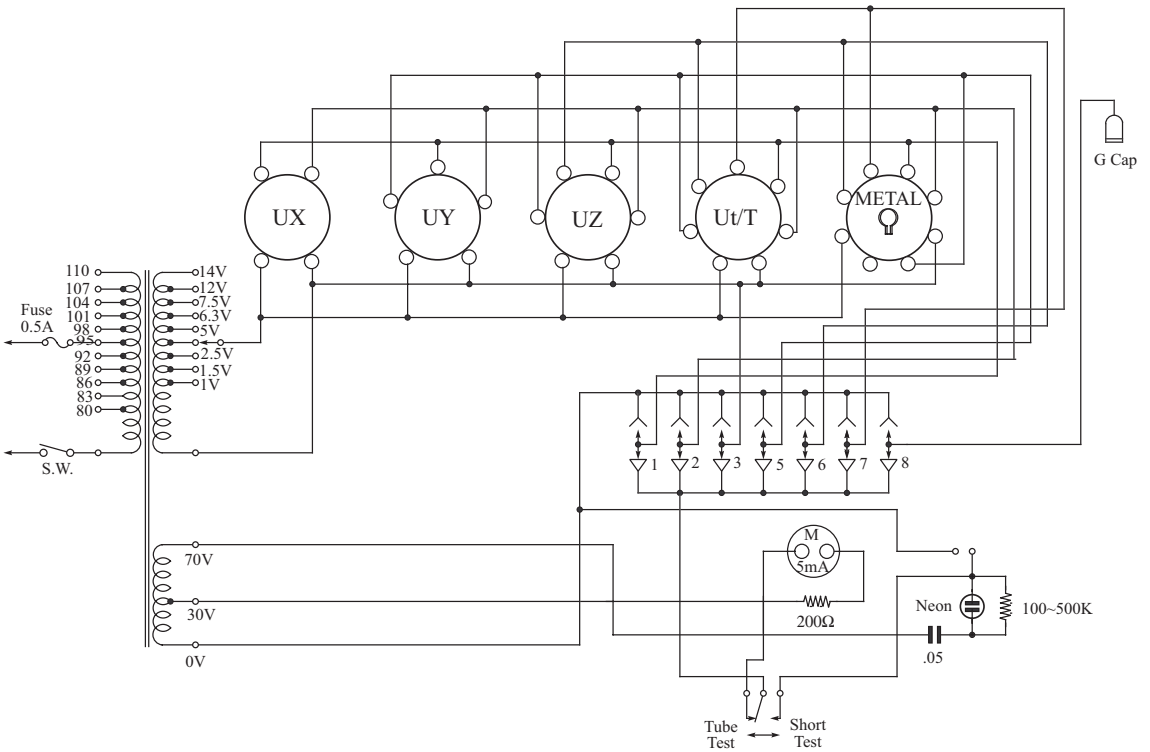 G Cap
UX
UY
UZ
Ut/T
METAL
110
107
104
101
98
95
92
89
86
83
80
Fuse
0.5A
S.W.
14V
12V
7.5V
6.3V
5V
2.5V
1.5V
1V
1
2
3
5
6
7
8
70V
30V
0V
M
5mA
200Ω
Neon
100~500K
.05
Tube
Test
Short
Test